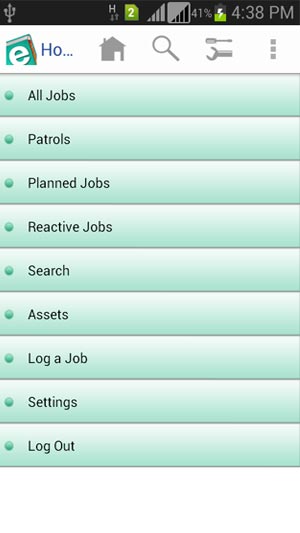 H 2 41% 4:38 PM
e Ho...
All Jobs
Patrols
Planned Jobs
Reactive Jobs
Search
Assets
Log a Job
Settings
Log Out